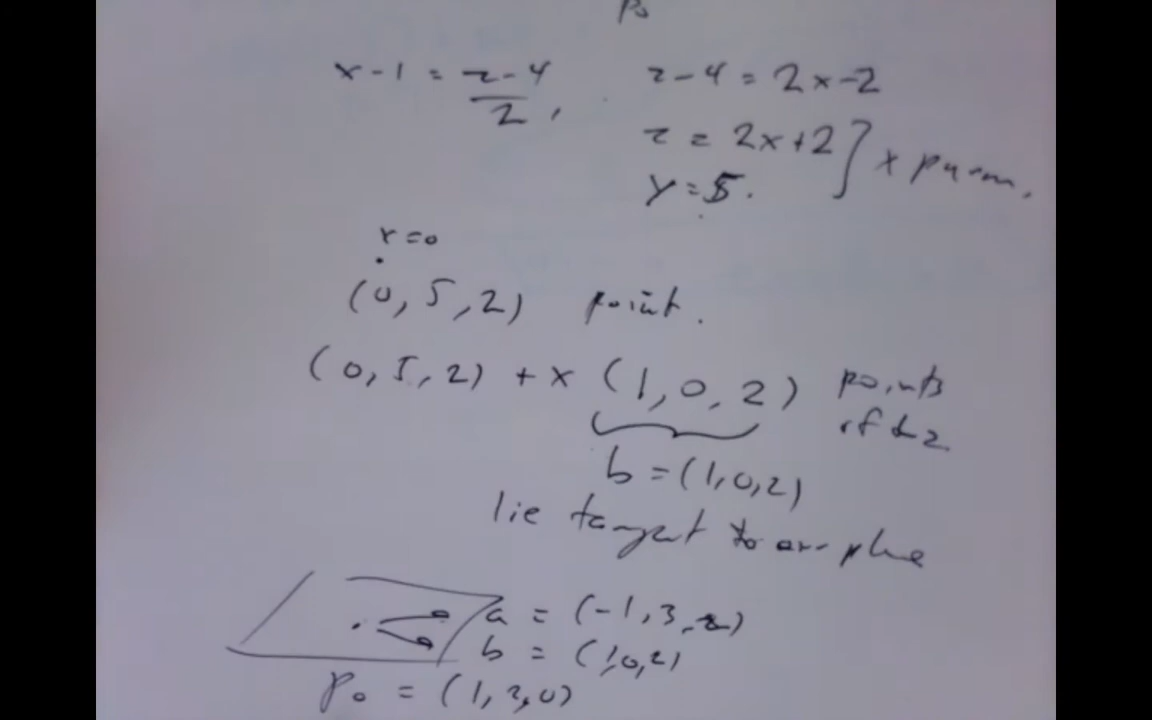 p₀
x - 1 = (z - 4)/2,   z - 4 = 2x - 2
z = 2x + 2 } x param.
y = 5.
x = 0
(0, 5, 2) point.
(0, 5, 2) + x (1, 0, 2) points
of L2
b = (1, 0, 2)
lie tangent to our plane
a = (-1, 3, 2)
b = (1, 0, 2)
p₀ = (1, 2, 0)